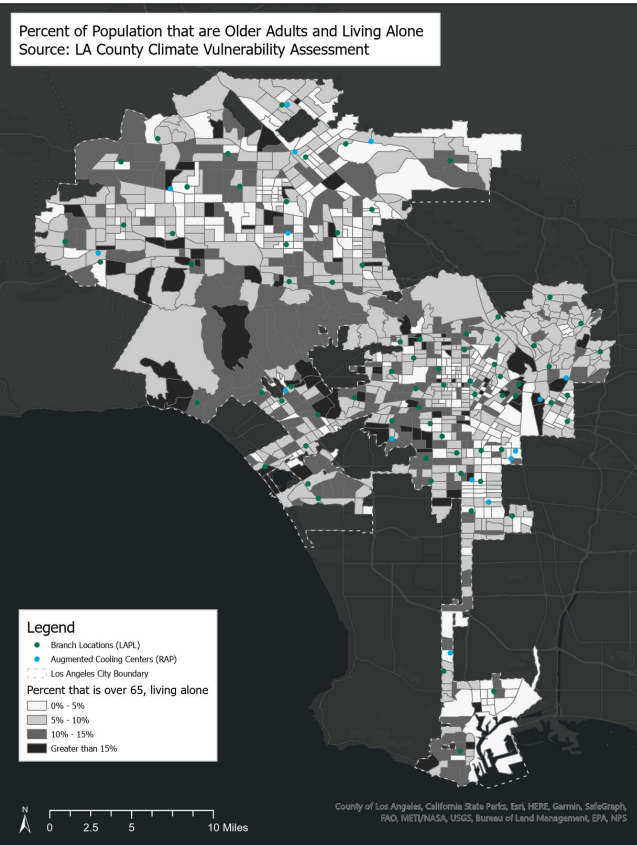 Percent of Population that are Older Adults and Living Alone
Source: LA County Climate Vulnerability Assessment
Legend
Branch Locations (LAPL)
Augmented Cooling Centers (RAP)
Los Angeles City Boundary
Percent that is over 65, living alone
0% - 5%
5% - 10%
10% - 15%
Greater than 15%
N
0 2.5 5 10 Miles
County of Los Angeles, California State Parks, Esri, HERE, Garmin, SafeGraph,
FAO, METI/NASA, USGS, Bureau of Land Management, EPA, NPS